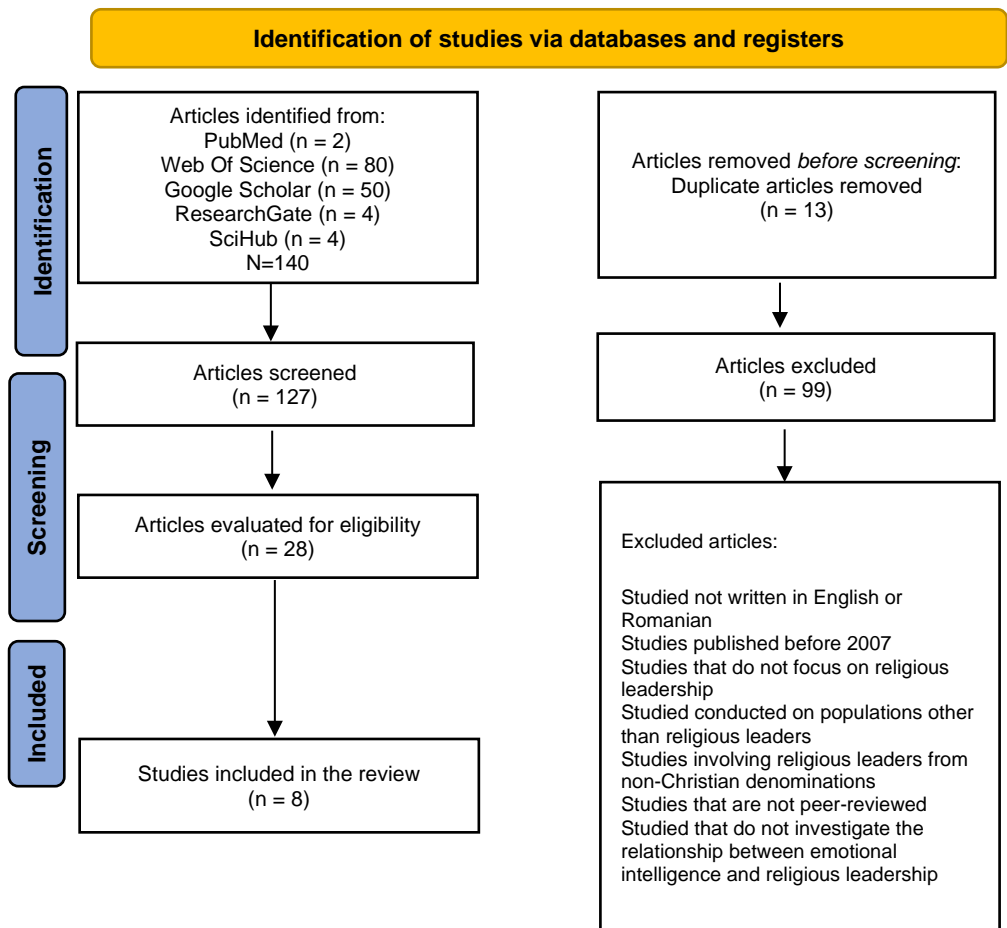 Identification of studies via databases and registers
Identification
Articles identified from:
PubMed (n = 2)
Web Of Science (n = 80)
Google Scholar (n = 50)
ResearchGate (n = 4)
SciHub (n = 4)
N=140
Articles removed before screening:
Duplicate articles removed
(n = 13)
Screening
Articles screened
(n = 127)
Articles excluded
(n = 99)
Articles evaluated for eligibility
(n = 28)
Excluded articles:
Studied not written in English or
Romanian
Studies published before 2007
Studies that do not focus on religious
leadership
Studied conducted on populations other
than religious leaders
Studies involving religious leaders from
non-Christian denominations
Studies that are not peer-reviewed
Studied that do not investigate the
relationship between emotional
intelligence and religious leadership
Included
Studies included in the review
(n = 8)